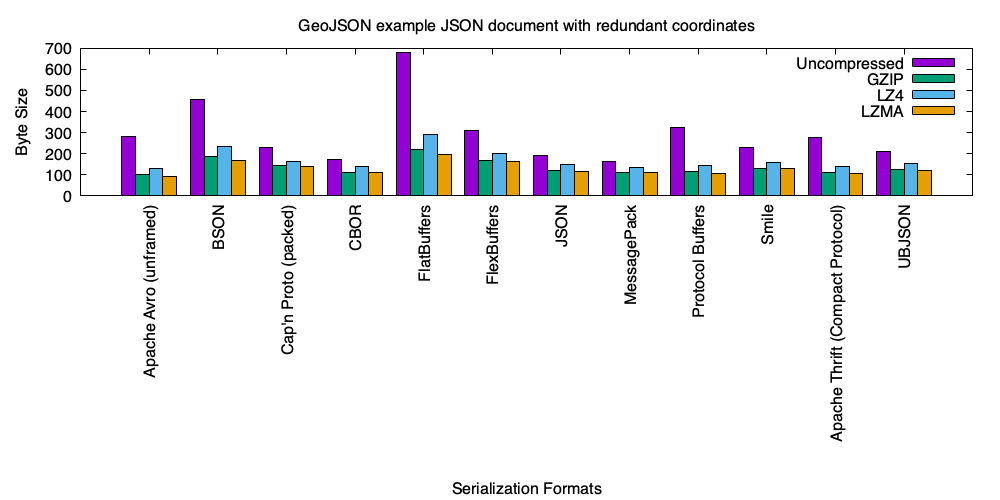 GeoJSON example JSON document with redundant coordinates
Byte Size
700
600
500
400
300
200
100
0
Uncompressed
GZIP
LZ4
LZMA
Apache Avro (unframed)
BSON
Cap'n Proto (packed)
CBOR
FlatBuffers
FlexBuffers
JSON
MessagePack
Protocol Buffers
Smile
Apache Thrift (Compact Protocol)
UBJSON
Serialization Formats